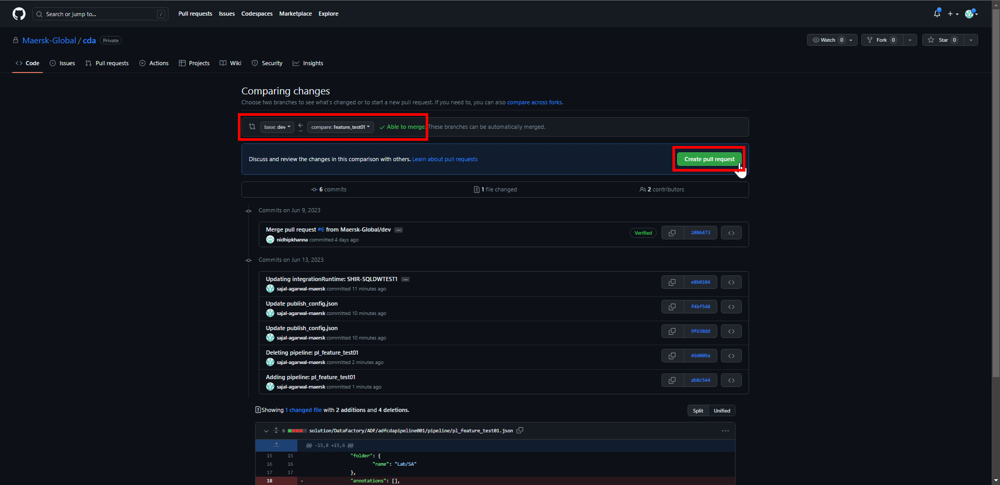 Search or jump to... /
Pull requests Issues Codespaces Marketplace Explore
Maersk-Global / cda Private
Watch 0 Fork 0 Star 0
Code Issues Pull requests Actions Projects Wiki Security Insights
Comparing changes
Choose two branches to see what's changed or to start a new pull request. If you need to, you can also compare across forks.
base: dev ... compare: feature_test01 Able to merge. These branches can be automatically merged.
Discuss and review the changes in this comparison with others. Learn about pull requests
Create pull request
6 commits 1 file changed 2 contributors
Commits on Jun 9, 2023
Merge pull request #6 from Maersk-Global/dev ...
nidhipkhanna committed 4 days ago
Verified 2086473 <>
Commits on Jun 13, 2023
Updating integrationRuntime: SHIR-SQLDWTEST1 ...
sajal-agarwal-maersk committed 11 minutes ago
e8b0104 <>
Update publish_config.json
sajal-agarwal-maersk committed 10 minutes ago
f4bf540 <>
Update publish_config.json
sajal-agarwal-maersk committed 10 minutes ago
9f638dd <>
Deleting pipeline: pl_feature_test01
sajal-agarwal-maersk committed 2 minutes ago
49d009a <>
Adding pipeline: pl_feature_test01
sajal-agarwal-maersk committed 1 minute ago
ab8c544 <>
Showing 1 changed file with 2 additions and 4 deletions.
Split Unified
6 solution/DataFactory/ADF/adfcdapipeline001/pipeline/pl_feature_test01.json ...
@@ -15,8 +15,6 @@
15 15 "folder": {
16 16 "name": "Lab/SA"
17 17 },
18 - "annotations": [],